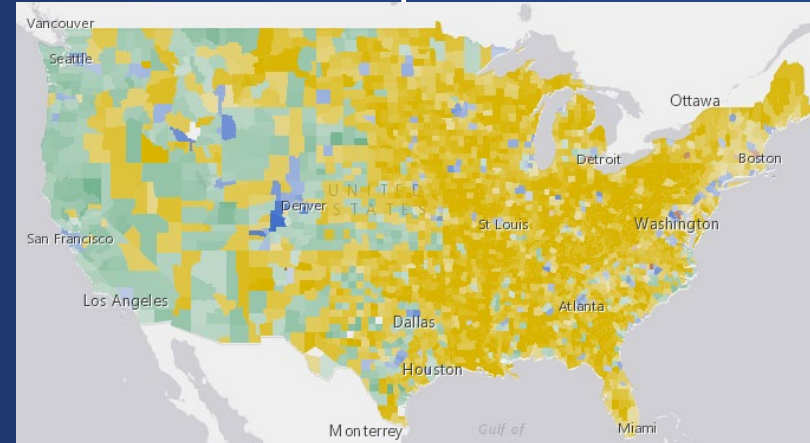 Vancouver
Seattle
Ottawa
Detroit
Boston
UNITED
STATES
Denver
St Louis
Washington
San Francisco
Los Angeles
Atlanta
Dallas
Houston
Monterrey
Gulf of
Miami